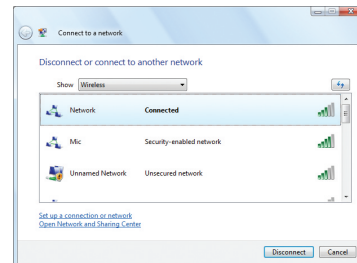 Connect to a network
Disconnect or connect to another network
Show Wireless
Network Connected
Mic Security-enabled network
Unnamed Network Unsecured network
Set up a connection or network
Open Network and Sharing Center
Disconnect Cancel